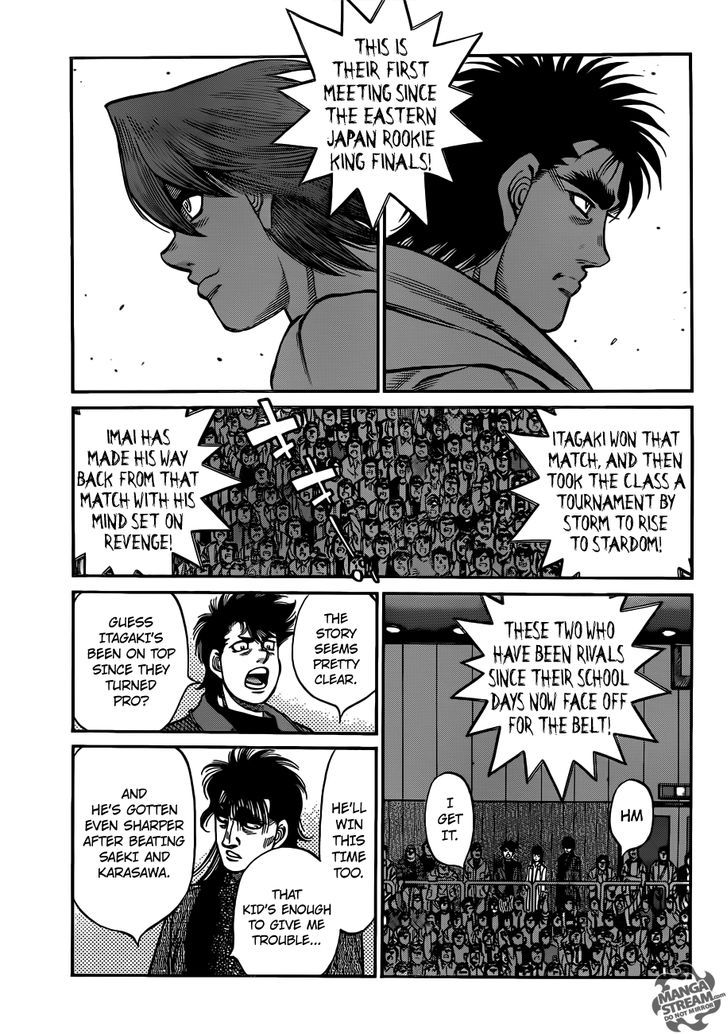 THIS IS
THEIR FIRST
MEETING SINCE
THE EASTERN
JAPAN ROOKIE
KING FINALS!
ITAGAKI WON THAT
MATCH, AND THEN
TOOK THE CLASS A
TOURNAMENT BY
STORM TO RISE
TO STARDOM!
IMAI HAS
MADE HIS WAY
BACK FROM THAT
MATCH WITH HIS
MIND SET ON
REVENGE!
THESE TWO WHO
HAVE BEEN RIVALS
SINCE THEIR SCHOOL
DAYS NOW FACE OFF
FOR THE BELT!
HM
I
GET
IT.
THE
STORY
SEEMS
PRETTY
CLEAR.
GUESS
ITAGAKI'S
BEEN ON TOP
SINCE THEY
TURNED
PRO?
HE'LL
WIN
THIS
TIME
TOO.
THAT
KID'S ENOUGH
TO GIVE ME
TROUBLE...
AND
HE'S GOTTEN
EVEN SHARPER
AFTER BEATING
SAEKI AND
KARASAWA.
MANGA
STREAM.COM
DO NOT MIRROR!